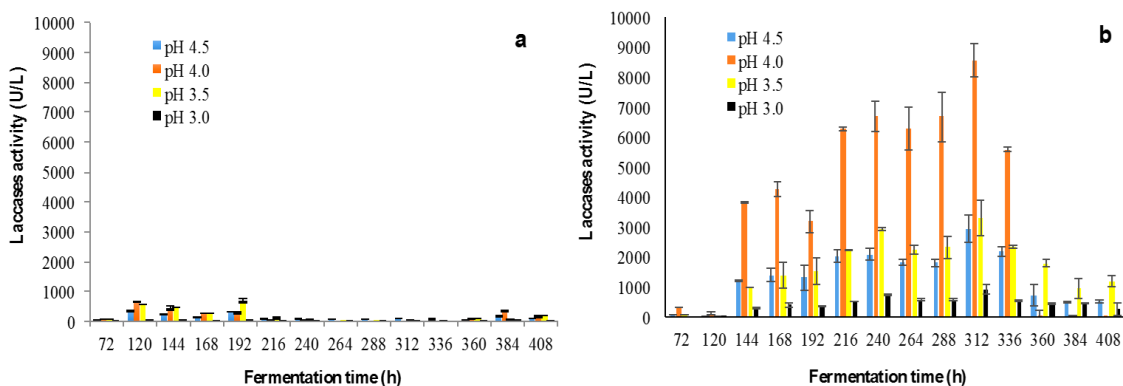 a
pH 4.5
pH 4.0
pH 3.5
pH 3.0
Laccases activity (U/L)
10000
9000
8000
7000
6000
5000
4000
3000
2000
1000
0
72 120 144 168 192 216 240 264 288 312 336 360 384 408
Fermentation time (h)
b
pH 4.5
pH 4.0
pH 3.5
pH 3.0
Laccases activity (U/L)
10000
9000
8000
7000
6000
5000
4000
3000
2000
1000
0
72 120 144 168 192 216 240 264 288 312 336 360 384 408
Fermentation time (h)